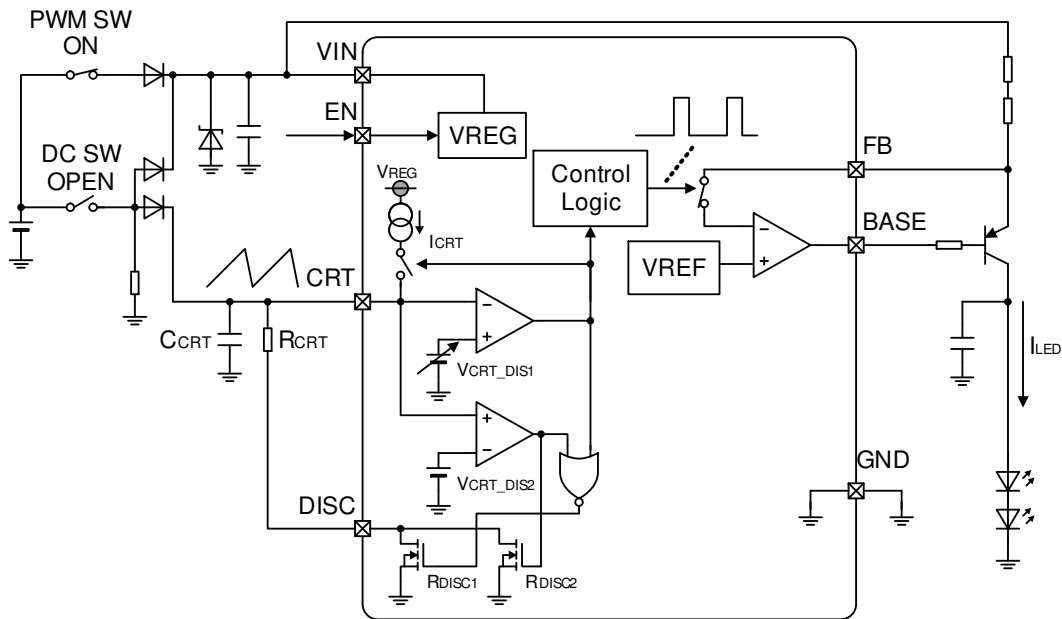 PWM SW
ON
VIN
EN
VREG
DC SW
OPEN
VREG
ICRT
Control
Logic
FB
BASE
VREF
CRT
CCRT
RCRT
VCRT_DIS1
VCRT_DIS2
ILED
GND
DISC
RDISC1
RDISC2